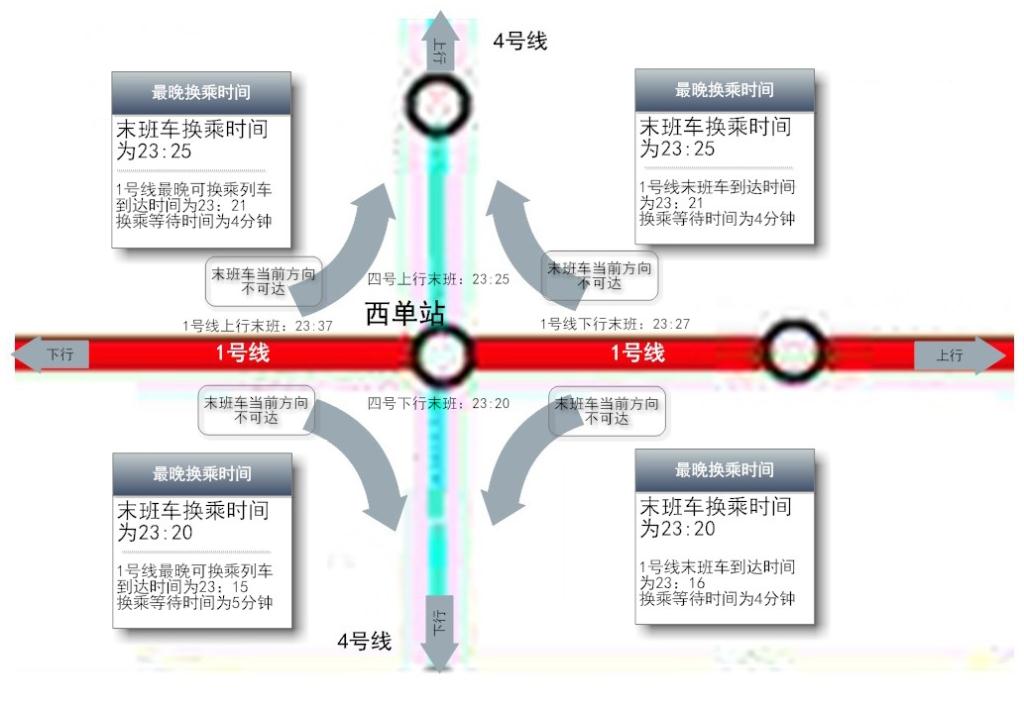 上行
4号线
最晚换乘时间
末班车换乘时间
为23:25
1号线最晚可换乘列车
到达时间为23：21
换乘等待时间为4分钟
最晚换乘时间
末班车换乘时间
为23:25
1号线末班车到达时间
为23；21
换乘等待时间为4分钟
末班车当前方向
不可达
四号上行末班：23:25
末班车当前方向
不可达
1号线上行末班：23:37
西单站
1号线下行末班：23:27
下行
1号线
1号线
上行
末班车当前方向
不可达
四号下行末班：23:20
末班车当前方向
不可达
最晚换乘时间
末班车换乘时间
为23:20
1号线最晚可换乘列车
到达时间为23；15
换乘等待时间为5分钟
最晚换乘时间
末班车换乘时间
为23:20
1号线末班车到达时间
为23；16
换乘等待时间为4分钟
下行
4号线